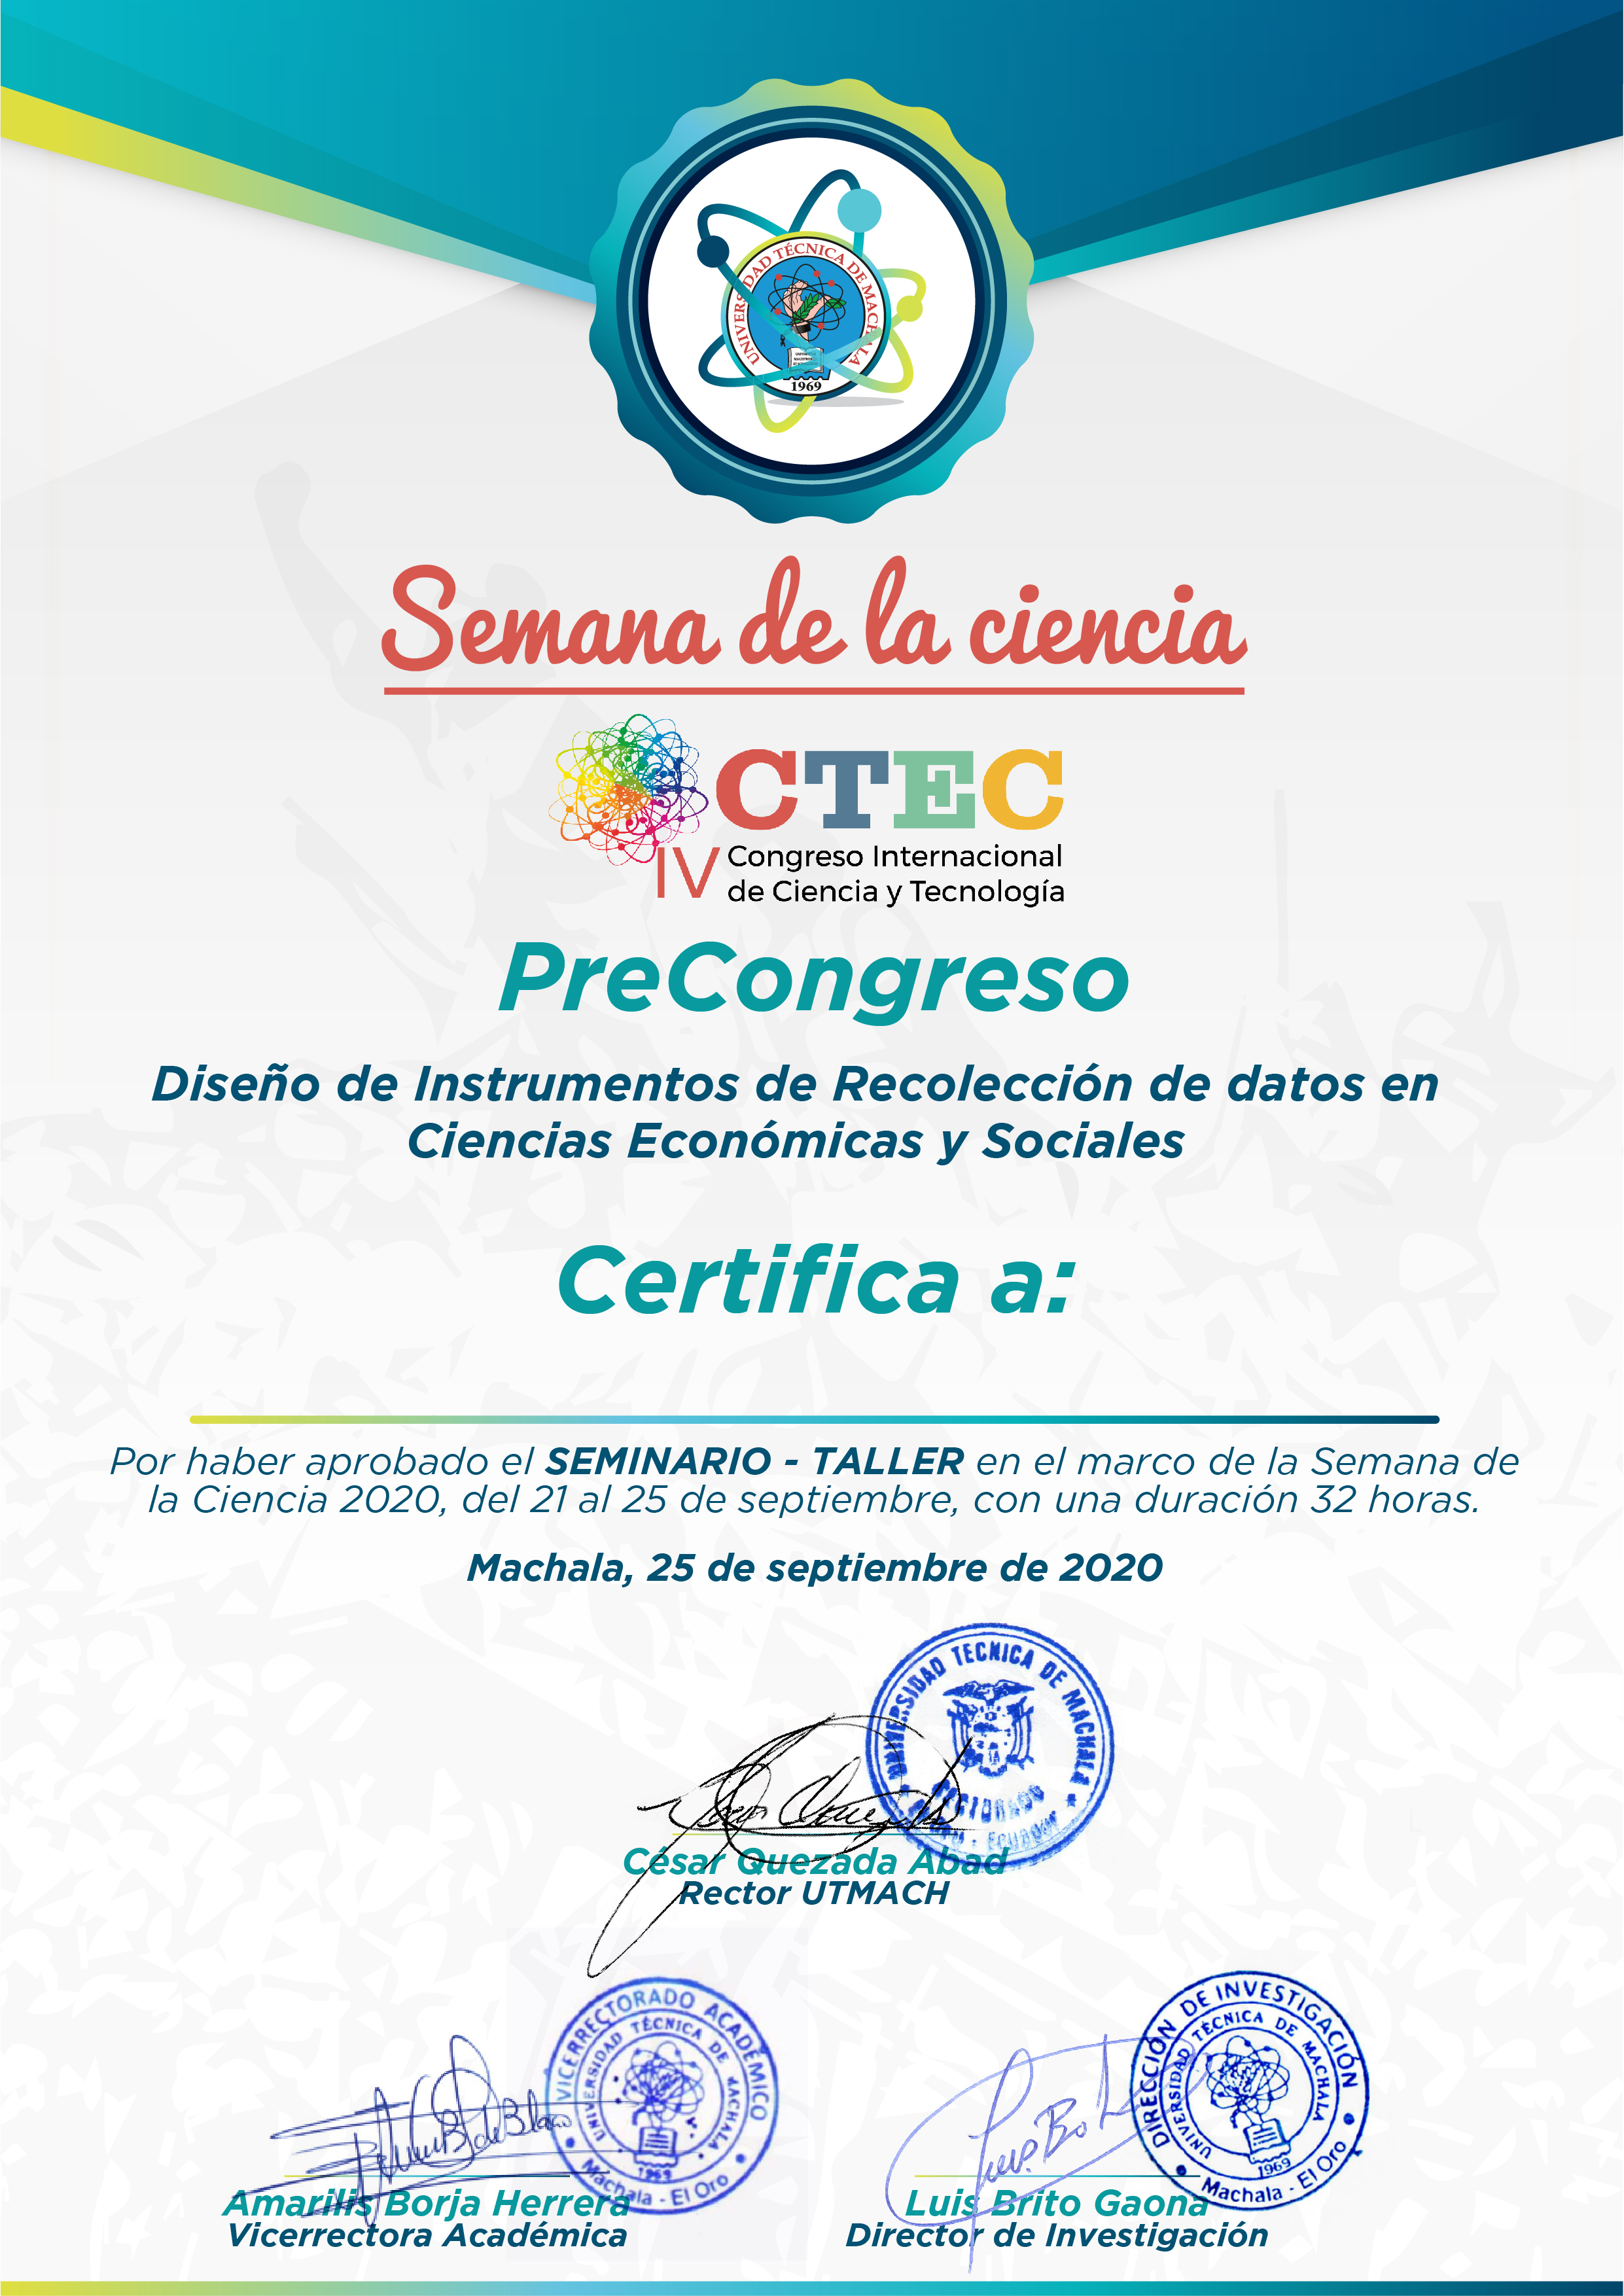 UNIVERSIDAD TÉCNICA DE MACHALA
1969
Semana de la ciencia
CTEC
IV Congreso Internacional
de Ciencia y Tecnología
PreCongreso
Diseño de Instrumentos de Recolección de datos en
Ciencias Económicas y Sociales
Certifica a:
Por haber aprobado el SEMINARIO - TALLER en el marco de la Semana de
la Ciencia 2020, del 21 al 25 de septiembre, con una duración 32 horas.
Machala, 25 de septiembre de 2020
UNIVERSIDAD TECNICA DE MACHALA
RECTORADO
Ecuador
César Quezada Abad
Rector UTMACH
VICERRECTORADO ACADÉMICO
UNIVERSIDAD TÉCNICA DE MACHALA
1969
Machala - El Oro
Amarilis Borja Herrera
Vicerrectora Académica
DIRECCIÓN DE INVESTIGACIÓN
UNIVERSIDAD TÉCNICA DE MACHALA
1969
Machala - El Oro
Luis Brito Gaona
Director de Investigación